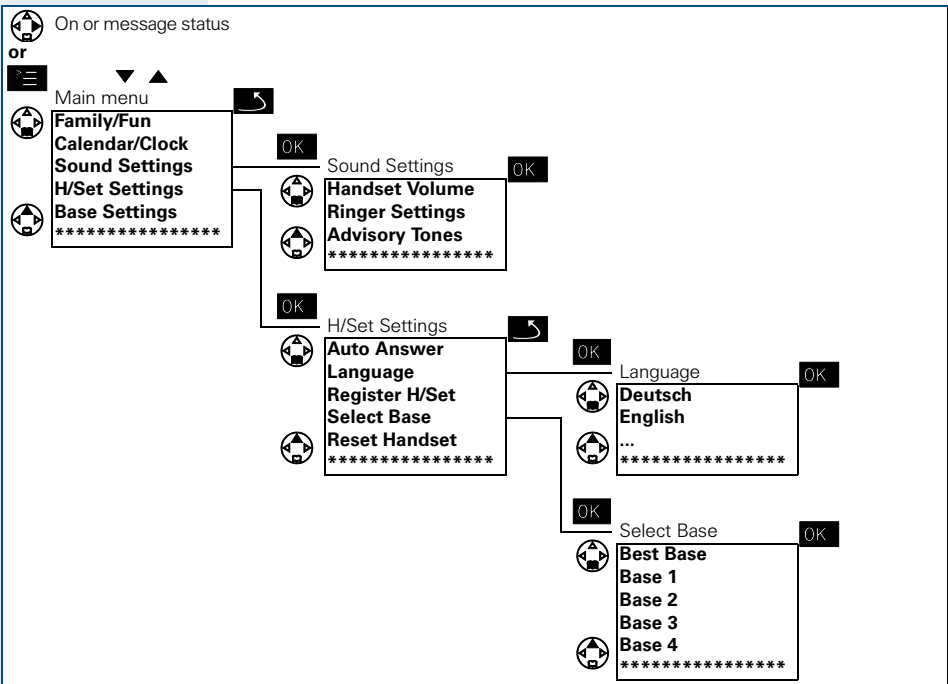 On or message status
or
Main menu
Family/Fun
Calendar/Clock
Sound Settings
H/Set Settings
Base Settings
****************
OK
Sound Settings
OK
Handset Volume
Ringer Settings
Advisory Tones
****************
OK
H/Set Settings
Auto Answer
Language
Register H/Set
Select Base
Reset Handset
****************
OK
Language
OK
Deutsch
English
...
****************
OK
Select Base
OK
Best Base
Base 1
Base 2
Base 3
Base 4
****************